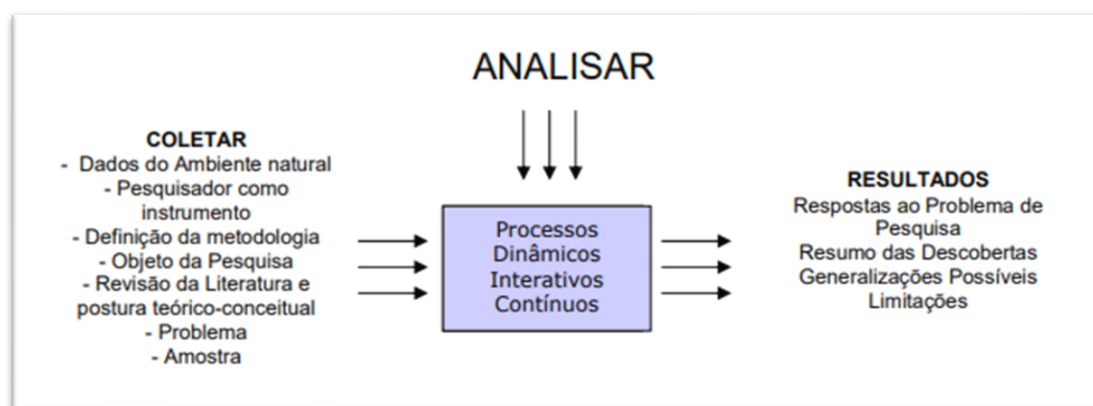 ANALISAR
COLETAR
- Dados do Ambiente natural
- Pesquisador como
instrumento
- Definição da metodologia
- Objeto da Pesquisa
- Revisão da Literatura e
postura teórico-conceitual
- Problema
- Amostra
Processos
Dinâmicos
Interativos
Contínuos
RESULTADOS
Respostas ao Problema de
Pesquisa
Resumo das Descobertas
Generalizações Possíveis
Limitações